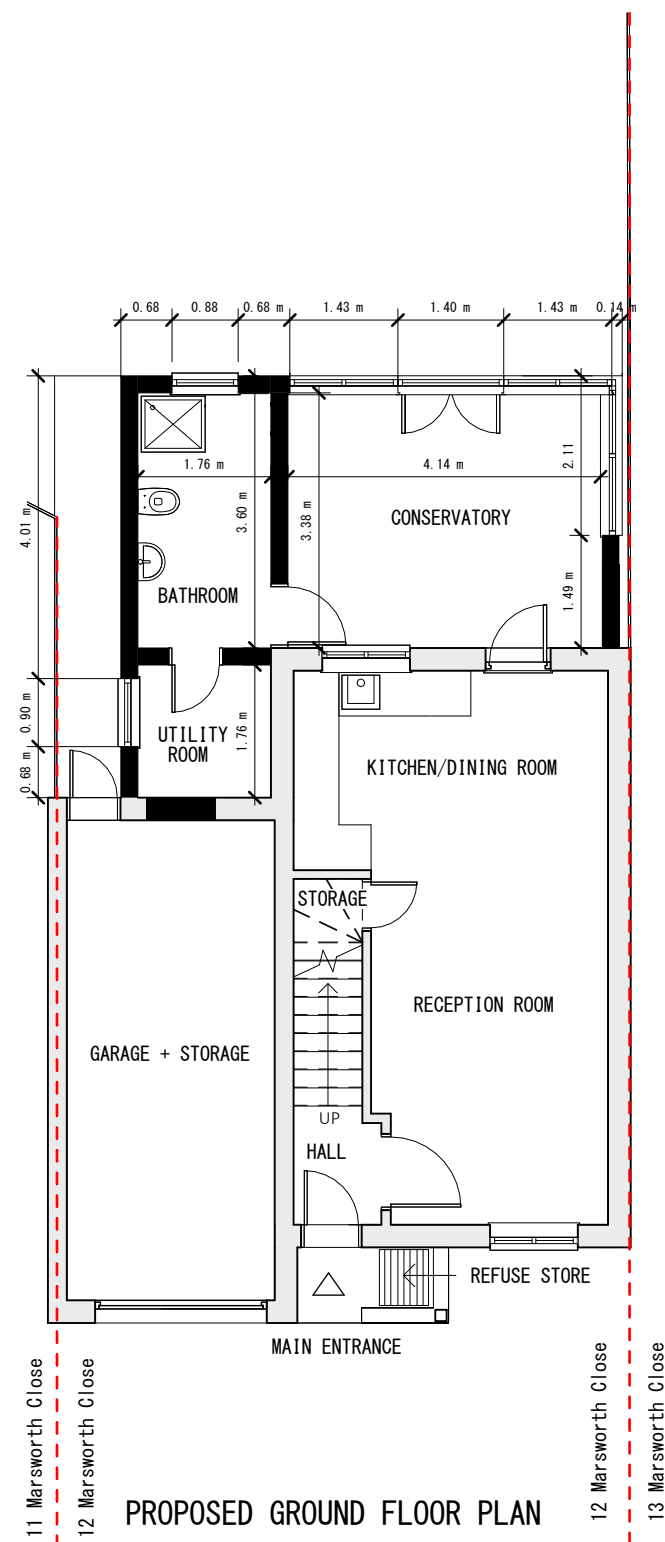 0.68
0.88
0.68 m
1.43 m
1.40 m
1.43 m
0.14 m
4.01 m
1.76 m
3.60 m
3.38 m
4.14 m
2.11
CONSERVATORY
1.49 m
BATHROOM
0.90 m
UTILITY
ROOM
1.76 m
0.68 m
KITCHEN/DINING ROOM
STORAGE
RECEPTION ROOM
GARAGE + STORAGE
UP
HALL
REFUSE STORE
MAIN ENTRANCE
11 Marsworth Close
12 Marsworth Close
12 Marsworth Close
13 Marsworth Close
PROPOSED GROUND FLOOR PLAN